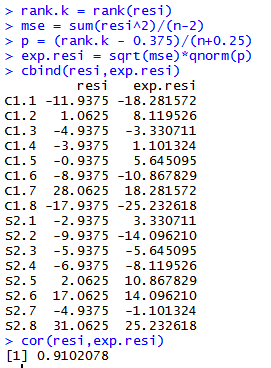 > rank.k = rank(resi)
> mse = sum(resi^2)/(n-2)
> p = (rank.k - 0.375)/(n+0.25)
> exp.resi = sqrt(mse)*qnorm(p)
> cbind(resi,exp.resi)
resi exp.resi
C1.1 -11.9375 -18.281572
C1.2 1.0625 8.119526
C1.3 -4.9375 -3.330711
C1.4 -3.9375 1.101324
C1.5 -0.9375 5.645095
C1.6 -8.9375 -10.867829
C1.7 28.0625 18.281572
C1.8 -17.9375 -25.232618
S2.1 -2.9375 3.330711
S2.2 -9.9375 -14.096210
S2.3 -5.9375 -5.645095
S2.4 -6.9375 -8.119526
S2.5 2.0625 10.867829
S2.6 17.0625 14.096210
S2.7 -4.9375 -1.101324
S2.8 31.0625 25.232618
> cor(resi,exp.resi)
[1] 0.9102078